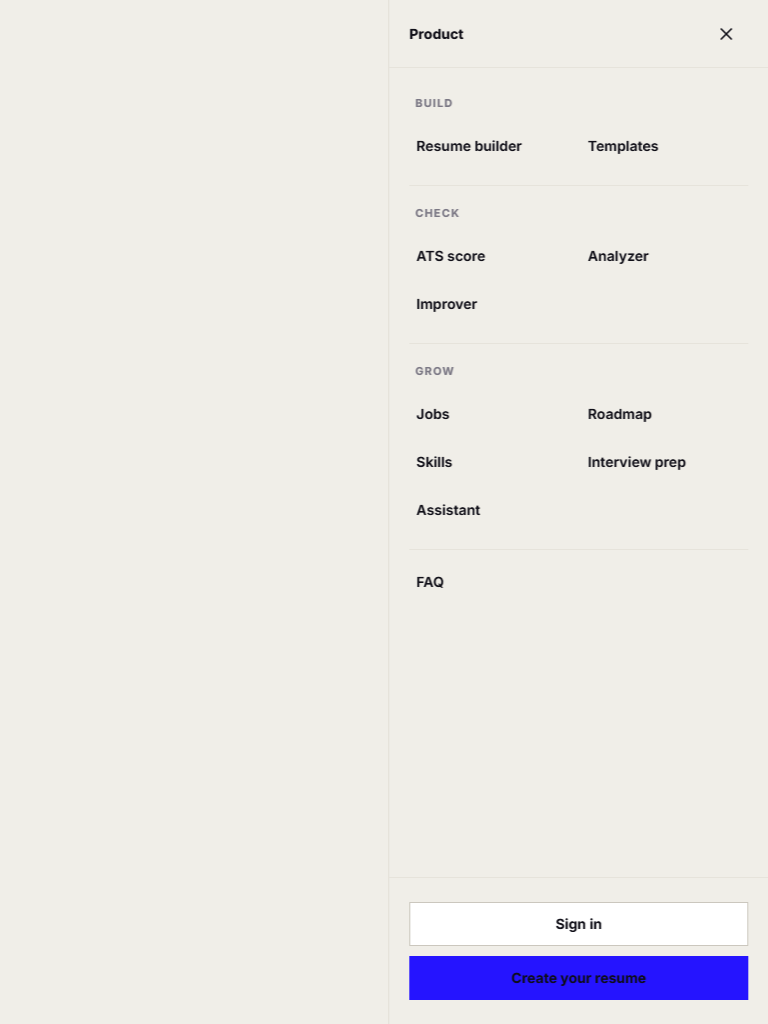 Product
BUILD
Resume builder Templates
CHECK
ATS score Analyzer
Improver
GROW
Jobs Roadmap
Skills Interview prep
Assistant
FAQ
Sign in
Create your resume